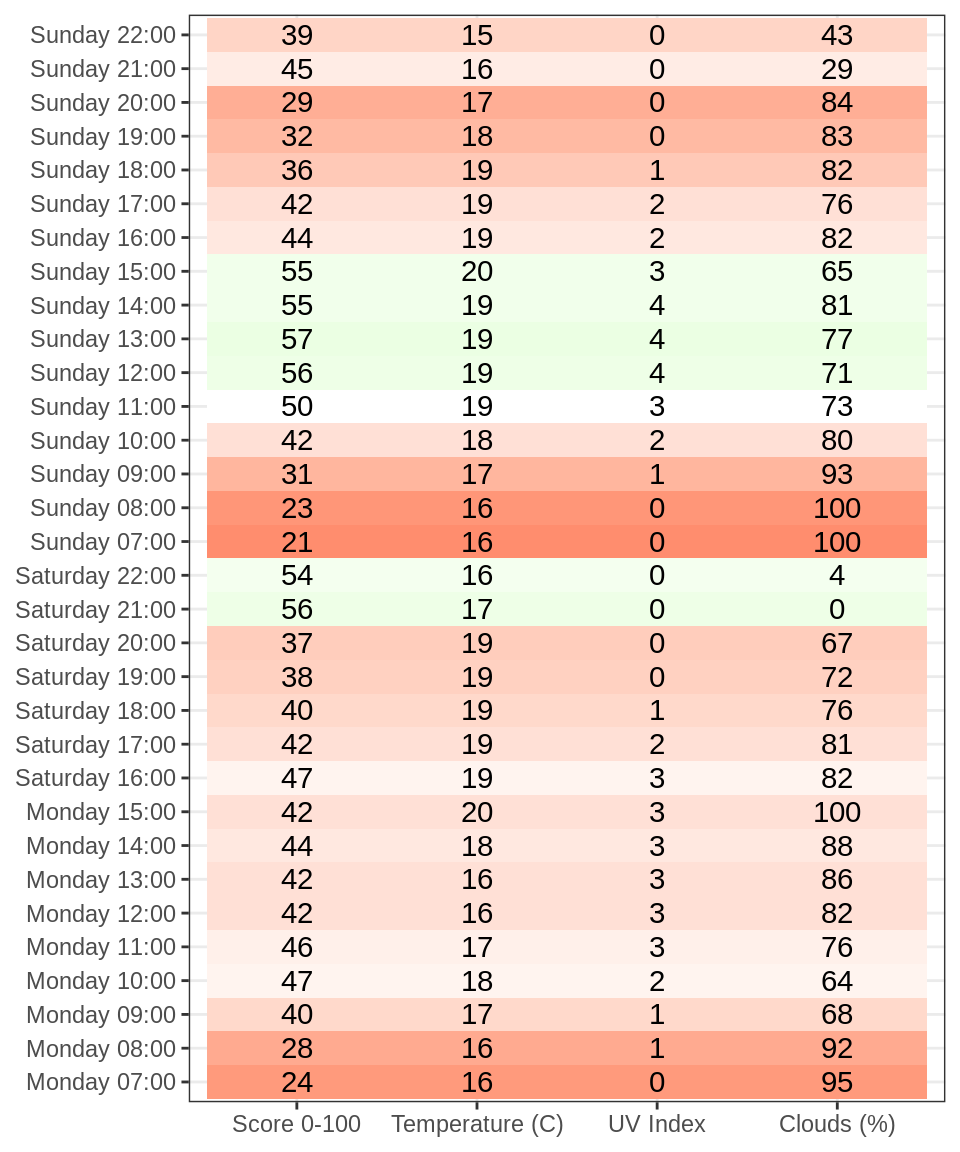 Sunday 22:00 39 15 0 43
Sunday 21:00 45 16 0 29
Sunday 20:00 29 17 0 84
Sunday 19:00 32 18 0 83
Sunday 18:00 36 19 1 82
Sunday 17:00 42 19 2 76
Sunday 16:00 44 19 2 82
Sunday 15:00 55 20 3 65
Sunday 14:00 55 19 4 81
Sunday 13:00 57 19 4 77
Sunday 12:00 56 19 4 71
Sunday 11:00 50 19 3 73
Sunday 10:00 42 18 2 80
Sunday 09:00 31 17 1 93
Sunday 08:00 23 16 0 100
Sunday 07:00 21 16 0 100
Saturday 22:00 54 16 0 4
Saturday 21:00 56 17 0 0
Saturday 20:00 37 19 0 67
Saturday 19:00 38 19 0 72
Saturday 18:00 40 19 1 76
Saturday 17:00 42 19 2 81
Saturday 16:00 47 19 3 82
Monday 15:00 42 20 3 100
Monday 14:00 44 18 3 88
Monday 13:00 42 16 3 86
Monday 12:00 42 16 3 82
Monday 11:00 46 17 3 76
Monday 10:00 47 18 2 64
Monday 09:00 40 17 1 68
Monday 08:00 28 16 1 92
Monday 07:00 24 16 0 95
Score 0-100 Temperature (C) UV Index Clouds (%)